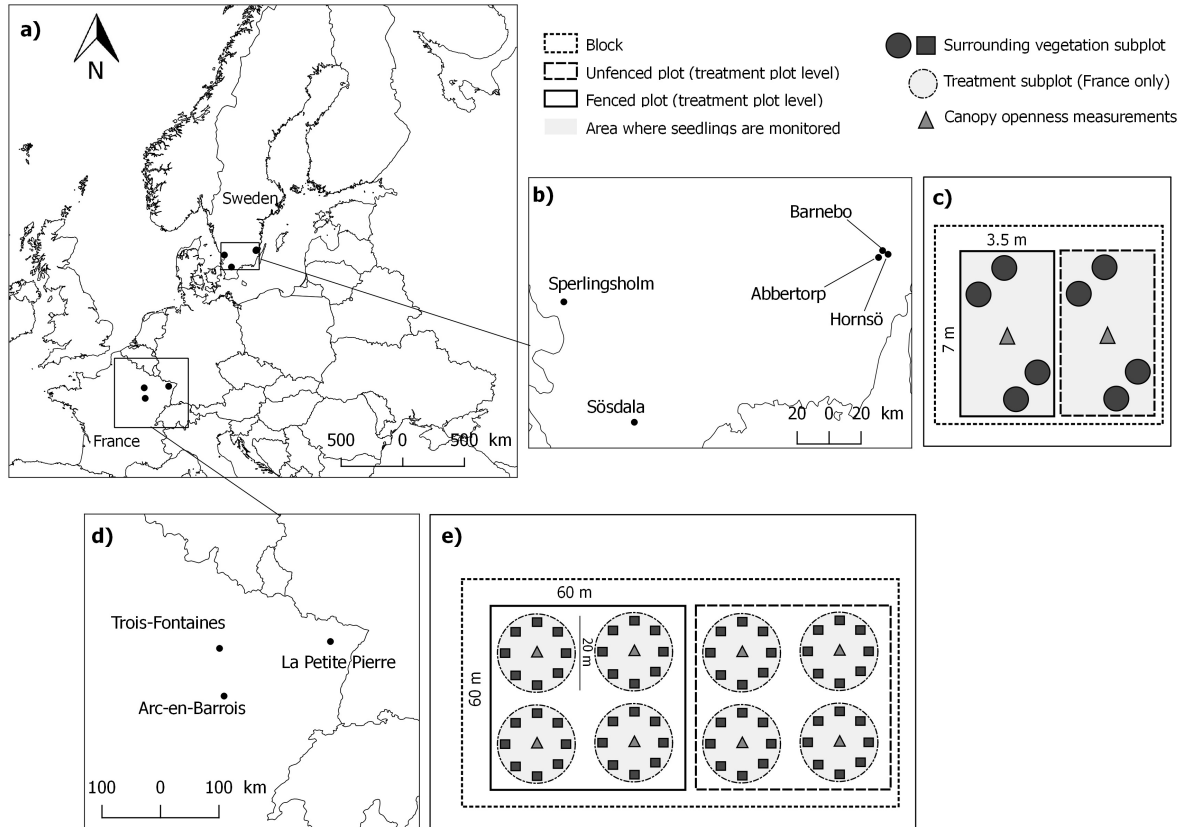 a)
N
Sweden
France
500 0 500 km
Block
Unfenced plot (treatment plot level)
Fenced plot (treatment plot level)
Area where seedlings are monitored
Surrounding vegetation subplot
Treatment subplot (France only)
Canopy openness measurements
b)
Barnebo
Sperlingsholm
Abbertorp
Hornsö
Sösdala
20 0 20 km
c)
3.5 m
7 m
d)
Trois-Fontaines
La Petite Pierre
Arc-en-Barrois
100 0 100 km
e)
60 m
20 m
60 m